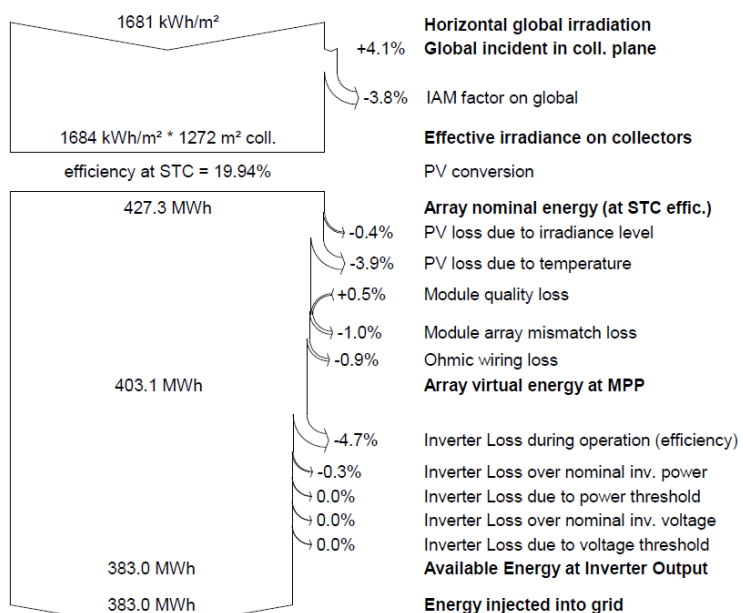 1681 kWh/m² Horizontal global irradiation
+4.1% Global incident in coll. plane
-3.8% IAM factor on global
1684 kWh/m² * 1272 m² coll. Effective irradiance on collectors
efficiency at STC = 19.94% PV conversion
427.3 MWh Array nominal energy (at STC effic.)
-0.4% PV loss due to irradiance level
-3.9% PV loss due to temperature
+0.5% Module quality loss
-1.0% Module array mismatch loss
-0.9% Ohmic wiring loss
403.1 MWh Array virtual energy at MPP
-4.7% Inverter Loss during operation (efficiency)
-0.3% Inverter Loss over nominal inv. power
0.0% Inverter Loss due to power threshold
0.0% Inverter Loss over nominal inv. voltage
0.0% Inverter Loss due to voltage threshold
383.0 MWh Available Energy at Inverter Output
383.0 MWh Energy injected into grid